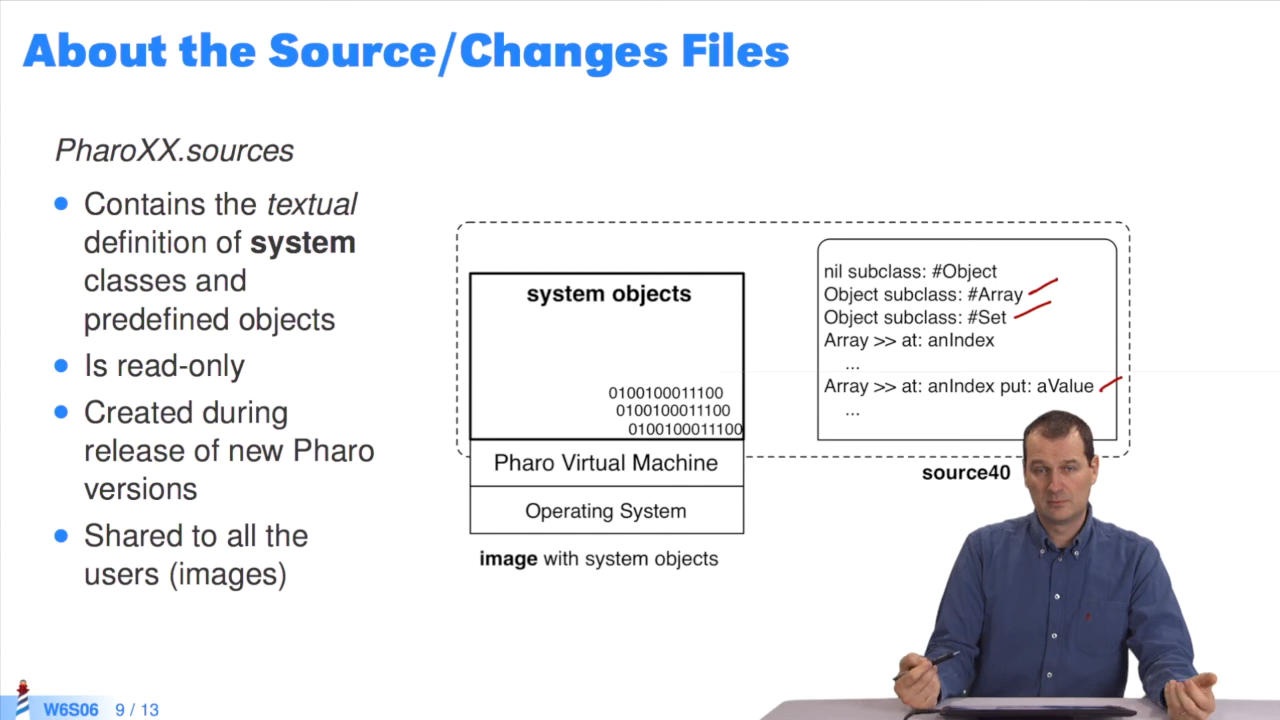 About the Source/Changes Files
PharoXX.sources
Contains the textual
definition of system
classes and
predefined objects
Is read-only
Created during
release of new Pharo
versions
Shared to all the
users (images)
system objects
0100100011100
0100100011100
0100100011100
Pharo Virtual Machine
Operating System
image with system objects
nil subclass: #Object
Object subclass: #Array
Object subclass: #Set
Array >> at: anIndex
...
Array >> at: anIndex put: aValue
...
source40
W6S06 9 / 13